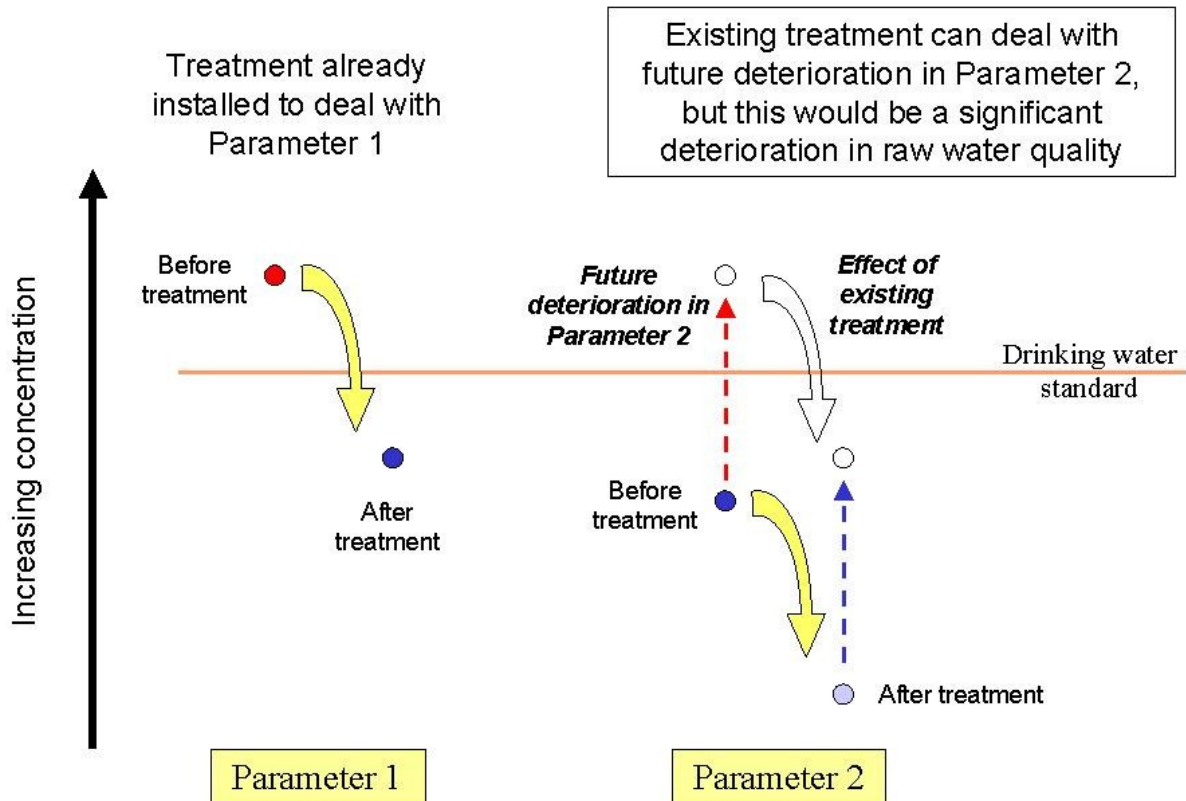 Treatment already
installed to deal with
Parameter 1
Existing treatment can deal with
future deterioration in Parameter 2,
but this would be a significant
deterioration in raw water quality
Increasing concentration
Before
treatment
After
treatment
Future
deterioration in
Parameter 2
Effect of
existing
treatment
Drinking water
standard
Before
treatment
After treatment
Parameter 1
Parameter 2